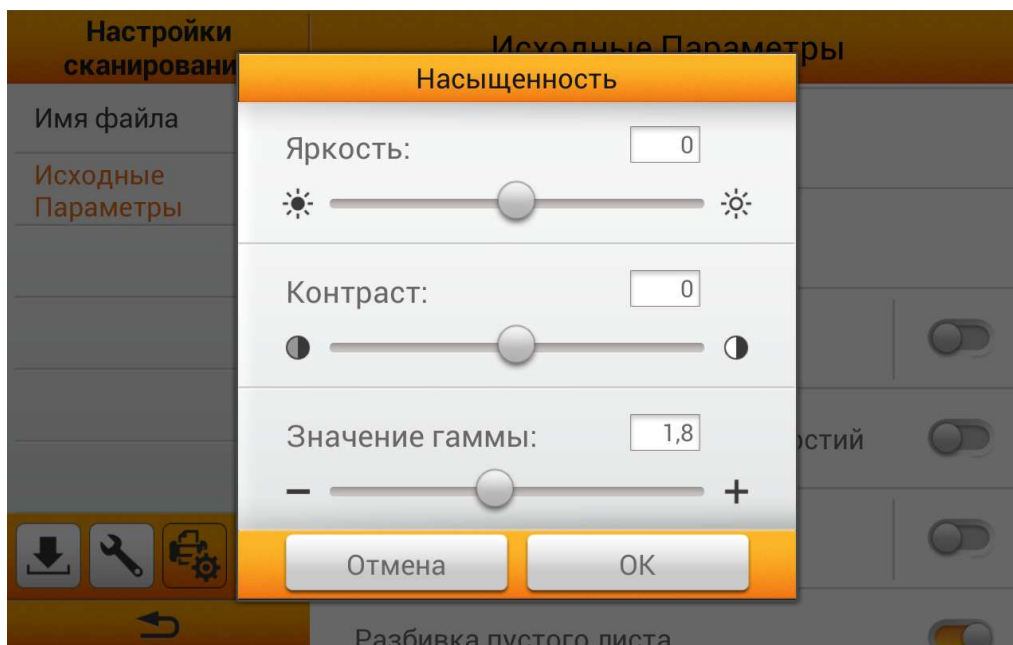 Настройки
сканировани
Исходные Параметры
Имя файла
Исходные
Параметры
Насыщенность
Яркость:
0
Контраст:
0
Значение гаммы:
1,8
Отмена
OK
рстий
Разбивка пустого листа